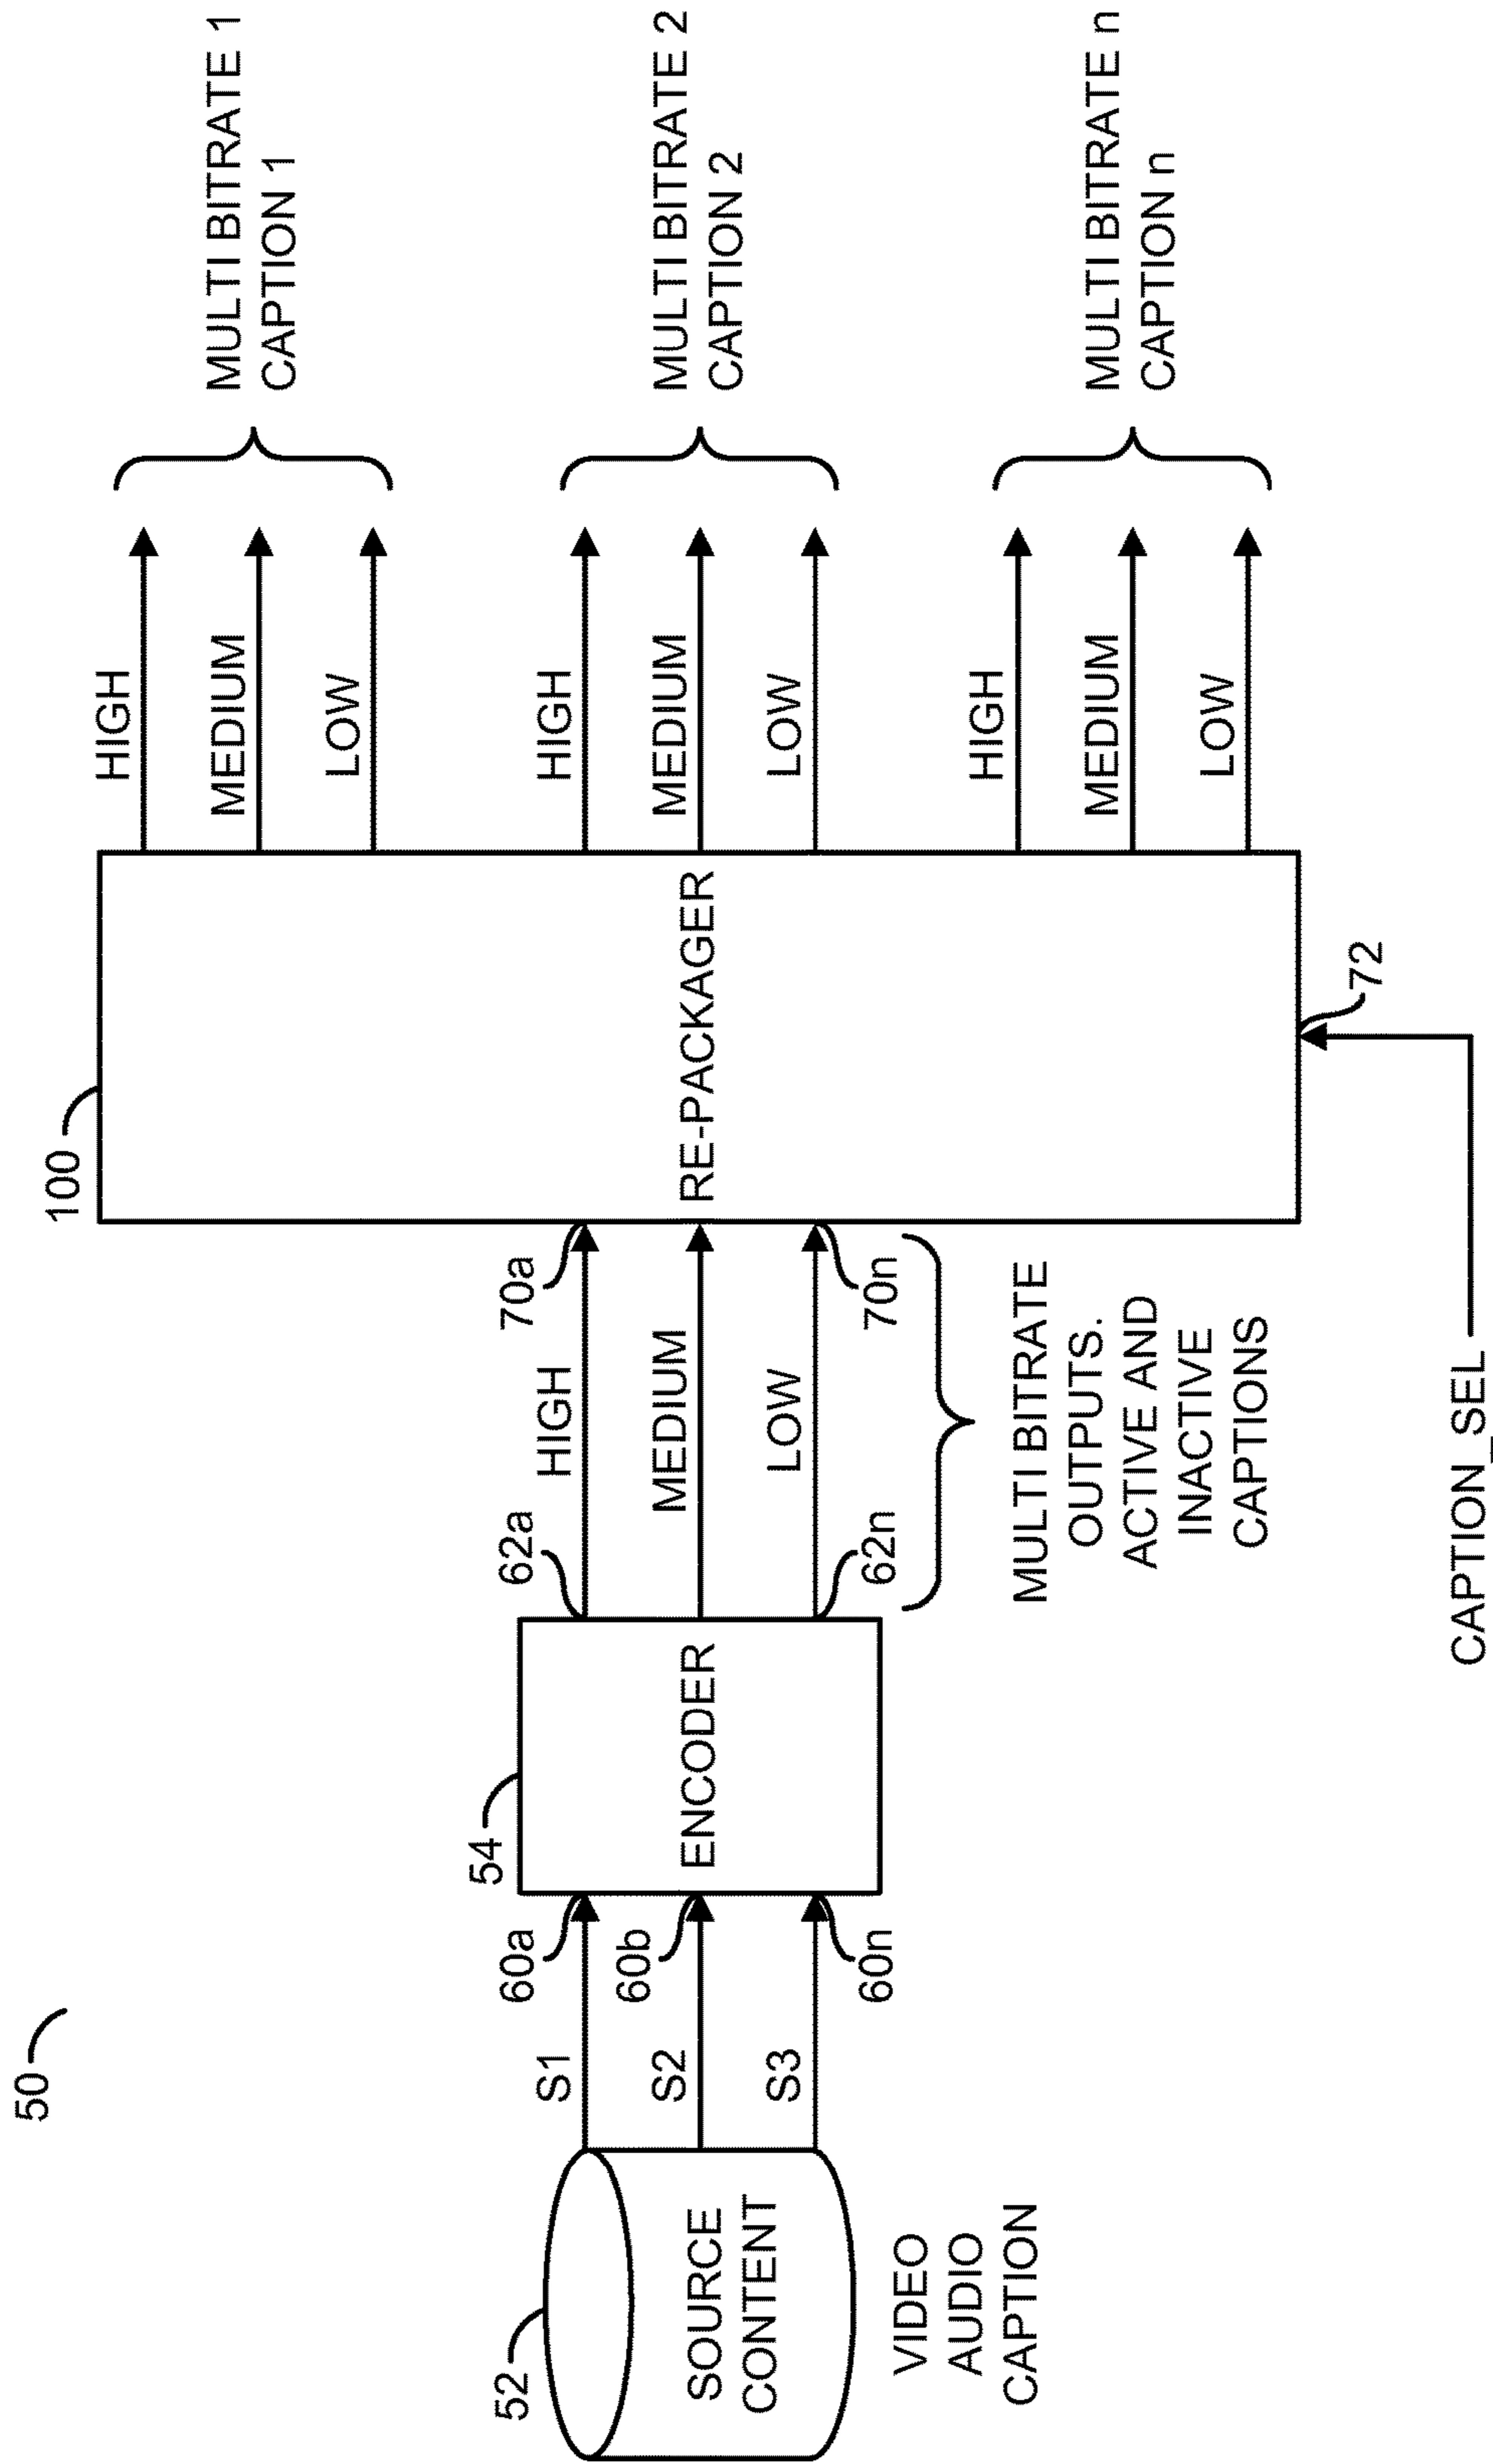 50
52
SOURCE
CONTENT
VIDEO
AUDIO
CAPTION
S1
S2
S3
60a
60b
60n
54
ENCODER
62a
62n
HIGH
MEDIUM
LOW
70a
70n
MULTI BITRATE
OUTPUTS.
ACTIVE AND
INACTIVE
CAPTIONS
100
RE-PACKAGER
72
CAPTION_SEL
HIGH
MEDIUM
LOW
MULTI BITRATE 1
CAPTION 1
HIGH
MEDIUM
LOW
MULTI BITRATE 2
CAPTION 2
HIGH
MEDIUM
LOW
MULTI BITRATE n
CAPTION n